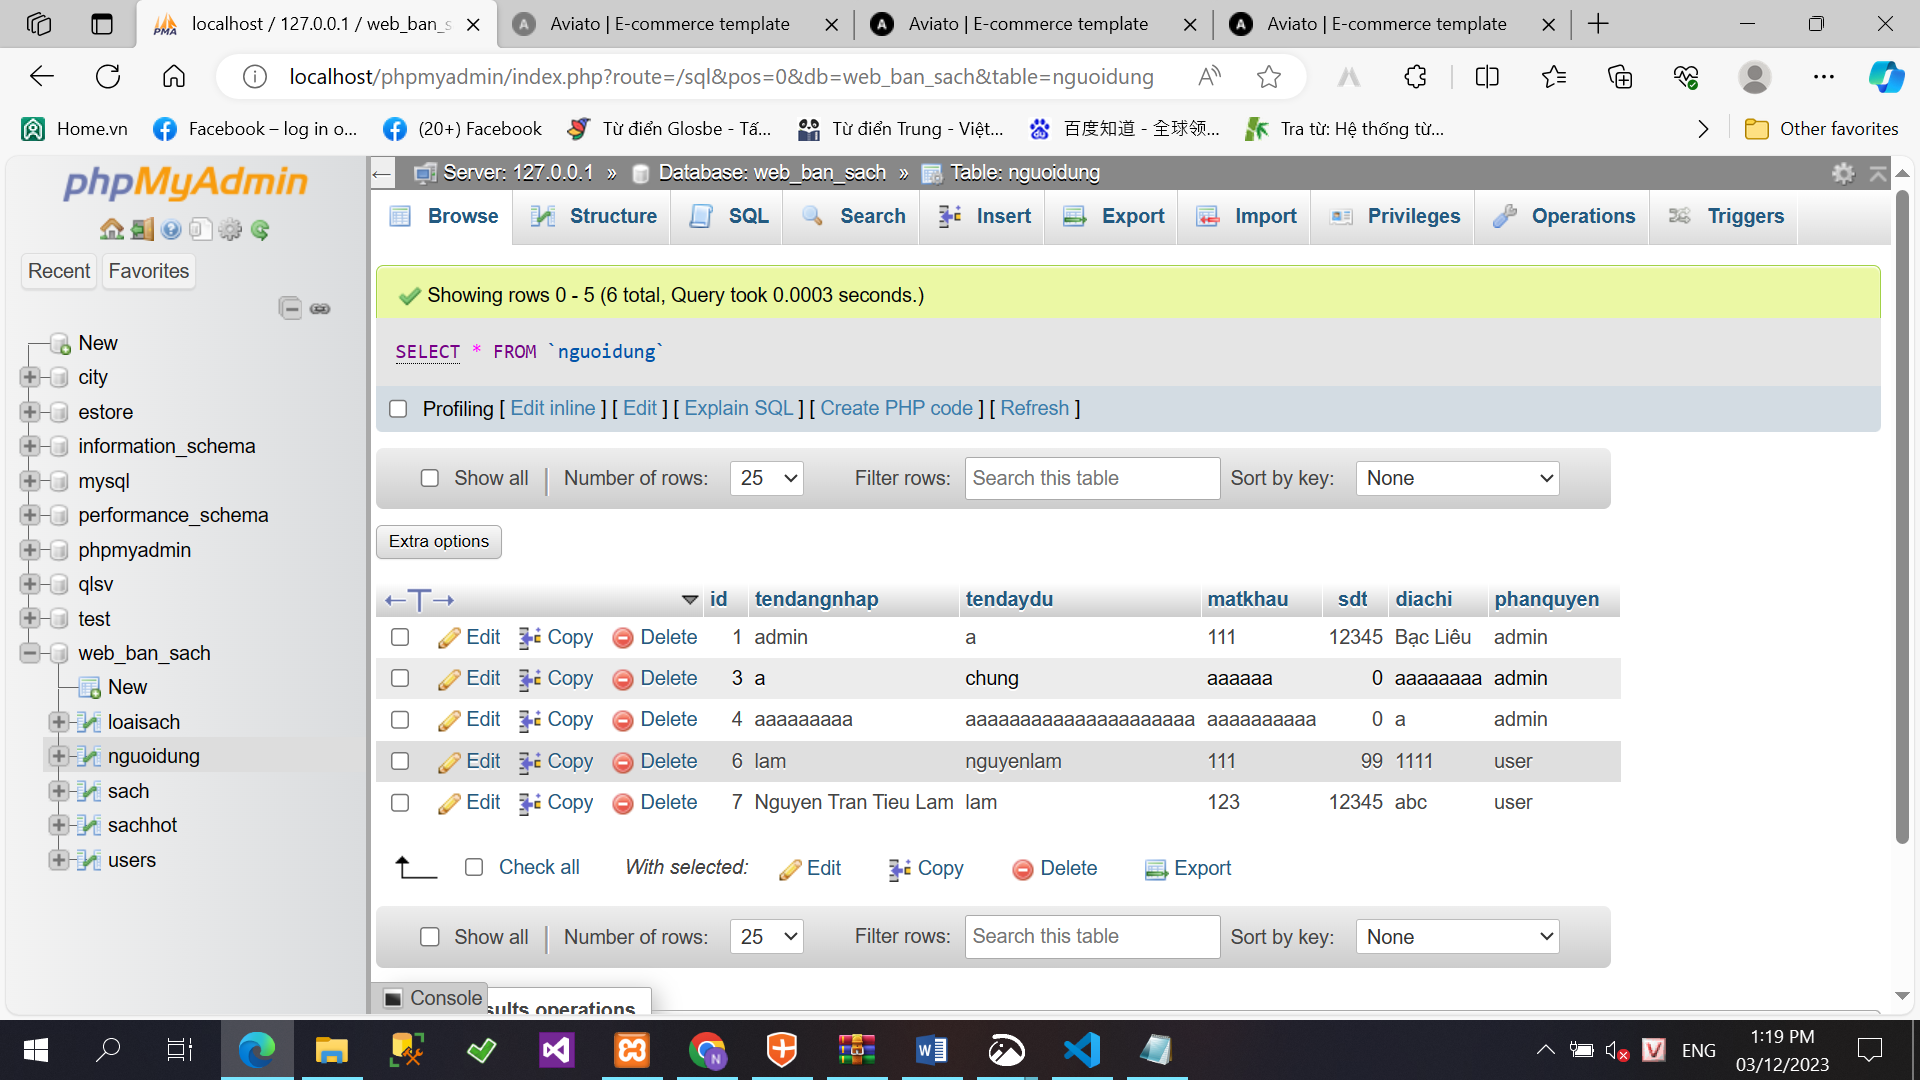 localhost / 127.0.0.1 / web_ban_s
Aviato | E-commerce template
Aviato | E-commerce template
Aviato | E-commerce template
localhost/phpmyadmin/index.php?route=/sql&pos=0&db=web_ban_sach&table=nguoidung
Home.vn
Facebook – log in o...
(20+) Facebook
Từ điển Glosbe - Tấ...
Từ điển Trung - Việt...
百度知道 - 全球领...
Tra từ: Hệ thống từ...
Other favorites
phpMyAdmin
Recent Favorites
New
city
estore
information_schema
mysql
performance_schema
phpmyadmin
qlsv
test
web_ban_sach
New
loaisach
nguoidung
sach
sachhot
users
Server: 127.0.0.1 » Database: web_ban_sach » Table: nguoidung
Browse Structure SQL Search Insert Export Import Privileges Operations Triggers
Showing rows 0 - 5 (6 total, Query took 0.0003 seconds.)
SELECT * FROM `nguoidung`
Profiling [ Edit inline ] [ Edit ] [ Explain SQL ] [ Create PHP code ] [ Refresh ]
Show all | Number of rows: 25 Filter rows: Search this table Sort by key: None
Extra options
←T→ id tendangnhap tendaydu matkhau sdt diachi phanquyen
Edit Copy Delete 1 admin a 111 12345 Bạc Liêu admin
Edit Copy Delete 3 a chung aaaaaa 0 aaaaaaaa admin
Edit Copy Delete 4 aaaaaaaaa aaaaaaaaaaaaaaaaaaaaa aaaaaaaaaa 0 a admin
Edit Copy Delete 6 lam nguyenlam 111 99 1111 user
Edit Copy Delete 7 Nguyen Tran Tieu Lam lam 123 12345 abc user
Check all With selected: Edit Copy Delete Export
Show all | Number of rows: 25 Filter rows: Search this table Sort by key: None
Console
sults operations
ENG
1:19 PM
03/12/2023